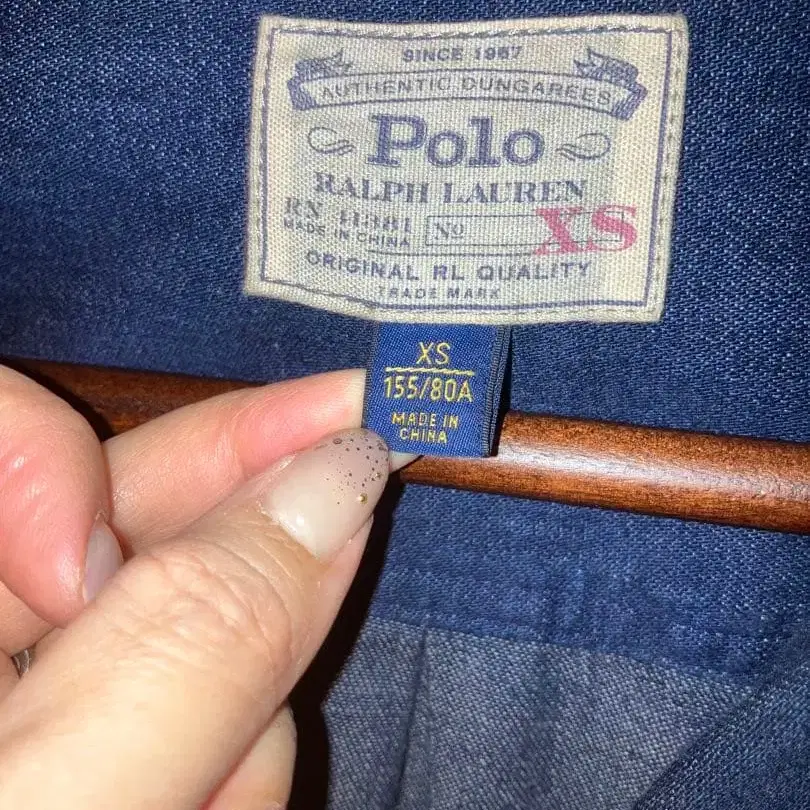 SINCE 1967
AUTHENTIC DUNGAREES
Polo
RALPH LAUREN
RN 41381
MADE IN CHINA
No XS
ORIGINAL RL QUALITY
TRADE MARK
XS
155/80A
MADE IN
CHINA